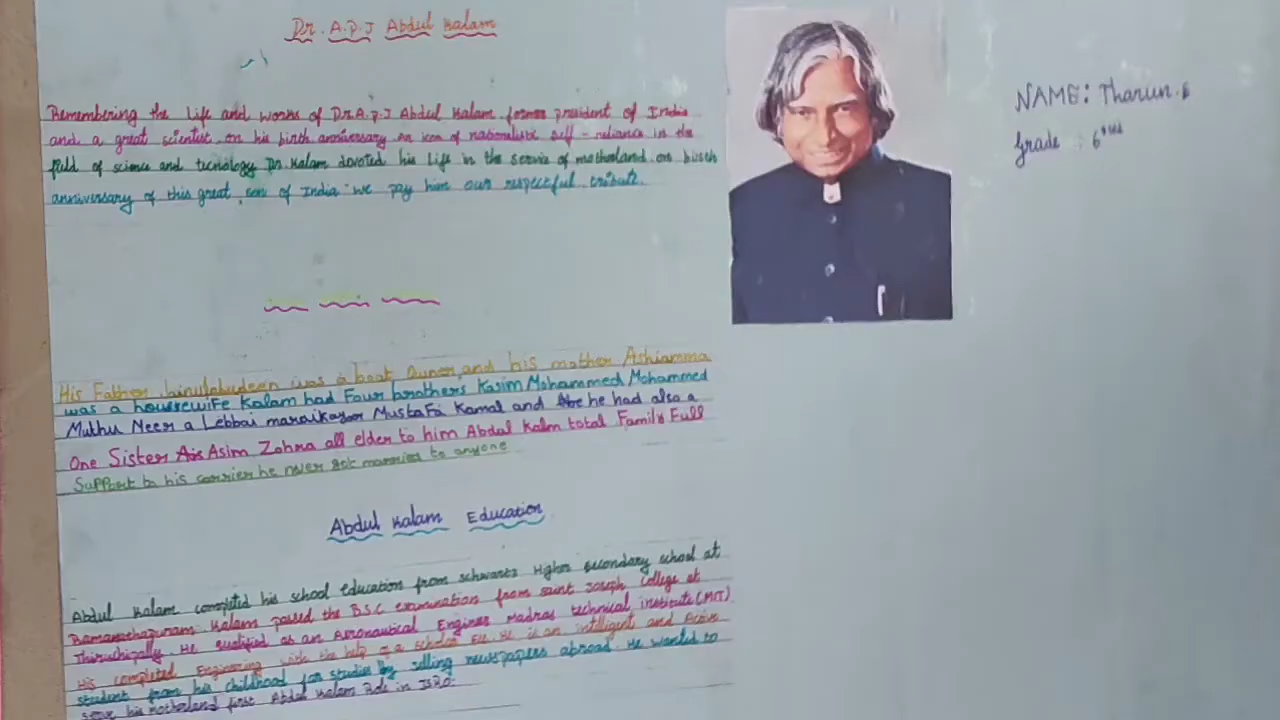 Dr. A.P.J Abdul Kalam
NAME: Tharun.
Grade : 6
Remembering the Life and works of Dr.A.p.J Abdul Kalam former president of India
and a great scientist on his birth anniversary an icon of nationalistic self - reliance in the
field of science and tecnology Dr. Kalam devoted his life in the service of motherland on birth
anniversary of this great son of India we pay him our respectful tribute.
His Father Jainulabudeen was a boat owner and his mother Ashiamma
was a housewife Kalam had Four brothers Kasim Mohammed Mohammed
Muthu Neer a Lebbai maraikayor Mustafa Kamal and he had also a
One Sister Asim Zohra all elder to him Abdal Kalm total Family Full
Support to his carrier he never got married to anyone
Abdul Kalam Education
Abdul Kalam completed his school education from schwartz Higher secondary school at
Ramanathapuram Kalam passed the B.S.C examination from saint Joseph College at
Thiruchipally. He qualified as an Aeronautical Engineer Madras technical institute (MIT)
His completed Engineering with the help of a scholar He is an intelligent and Active
student from his childhood for studies by selling newspapers abroad. He wanted to
serve his motherland first Abdul Kalam Role in ISRO.